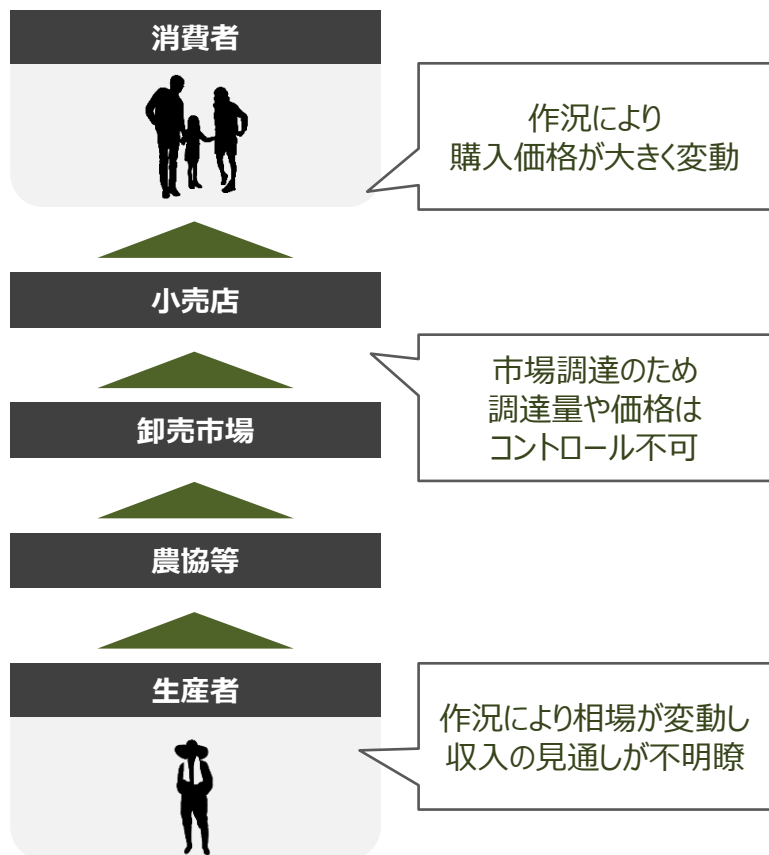 消費者
作況により
購入価格が大きく変動
小売店
市場調達のため
調達量や価格は
コントロール不可
卸売市場
農協等
生産者
作況により相場が変動し
収入の見通しが不明瞭